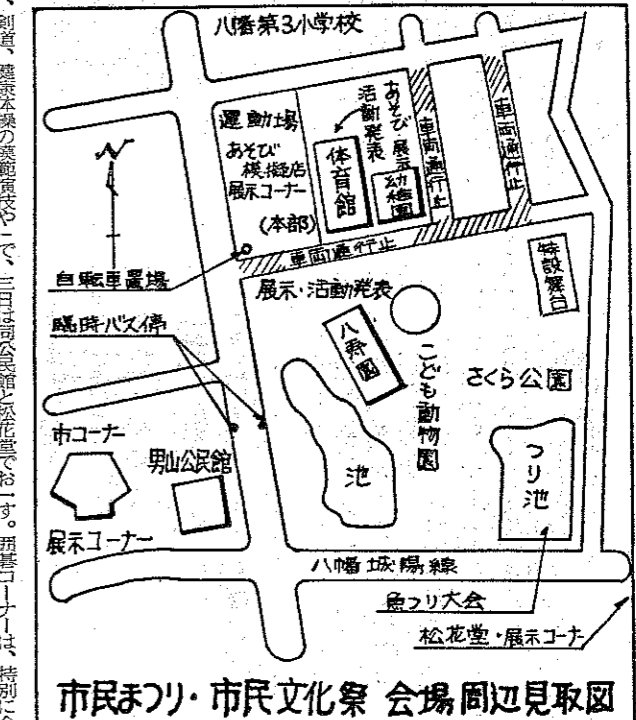 剣道、健康体操の模範演技や
で、三日は同公民館と松花堂でお
す。囲碁コーナーは、特別に
八幡第3小学校
運動場
あそび
模擬店
展示コーナー
(本部)
体育館
活動発表
あそび 展示
幼稚園
車両通行止
車両通行止
車両通行止
自転車置場
臨時バス停
展示・活動発表
八寿園
こども動物園
特設舞台
さくら公園
つり池
池
市コーナー
男山公民館
展示コーナー
八幡城陽線
魚つり大会
松花堂・展示コーナー
市民まつり・市民文化祭 会場周辺見取図